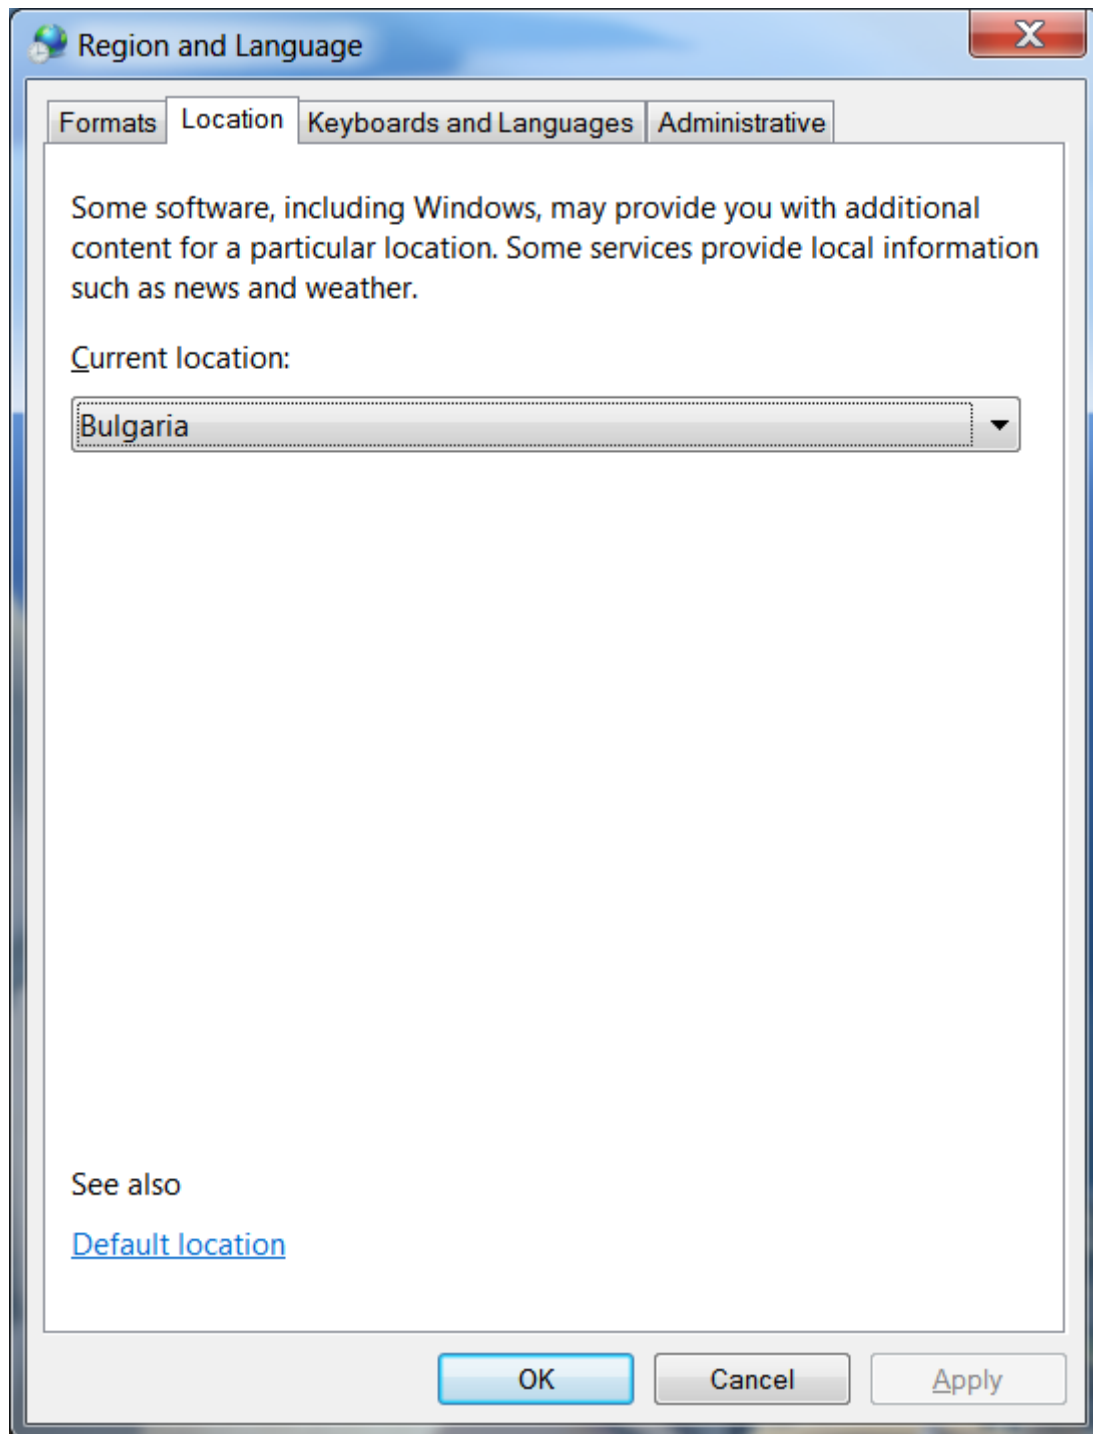 Region and Language
Formats Location Keyboards and Languages Administrative
Some software, including Windows, may provide you with additional
content for a particular location. Some services provide local information
such as news and weather.
Current location:
Bulgaria
See also
Default location
OK Cancel Apply